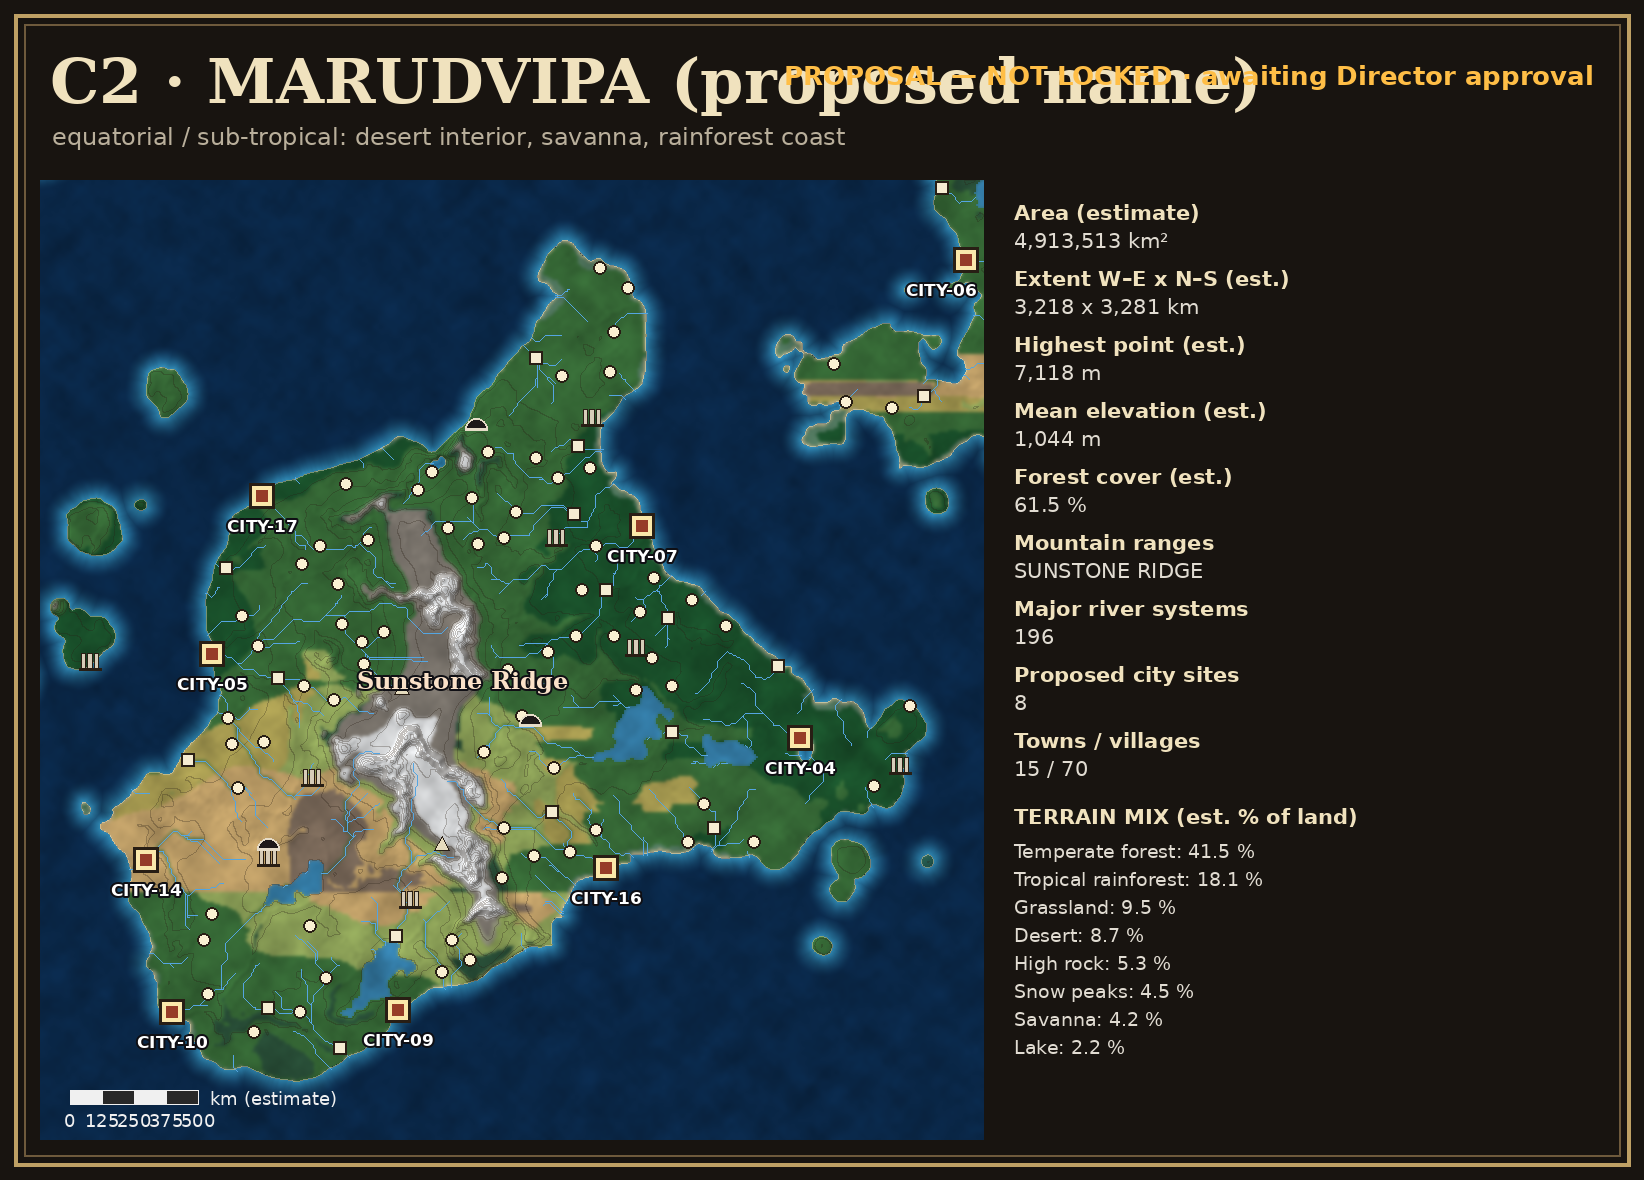 C2 · MARUDVIPA (proposed name)
PROPOSAL — NOT LOCKED · awaiting Director approval
equatorial / sub-tropical: desert interior, savanna, rainforest coast
CITY-06
CITY-17
CITY-07
CITY-05
Sunstone Ridge
CITY-04
CITY-14
CITY-16
CITY-10
CITY-09
km (estimate)
0 125 250 375 500
Area (estimate)
4,913,513 km²
Extent W–E x N–S (est.)
3,218 x 3,281 km
Highest point (est.)
7,118 m
Mean elevation (est.)
1,044 m
Forest cover (est.)
61.5 %
Mountain ranges
SUNSTONE RIDGE
Major river systems
196
Proposed city sites
8
Towns / villages
15 / 70
TERRAIN MIX (est. % of land)
Temperate forest: 41.5 %
Tropical rainforest: 18.1 %
Grassland: 9.5 %
Desert: 8.7 %
High rock: 5.3 %
Snow peaks: 4.5 %
Savanna: 4.2 %
Lake: 2.2 %